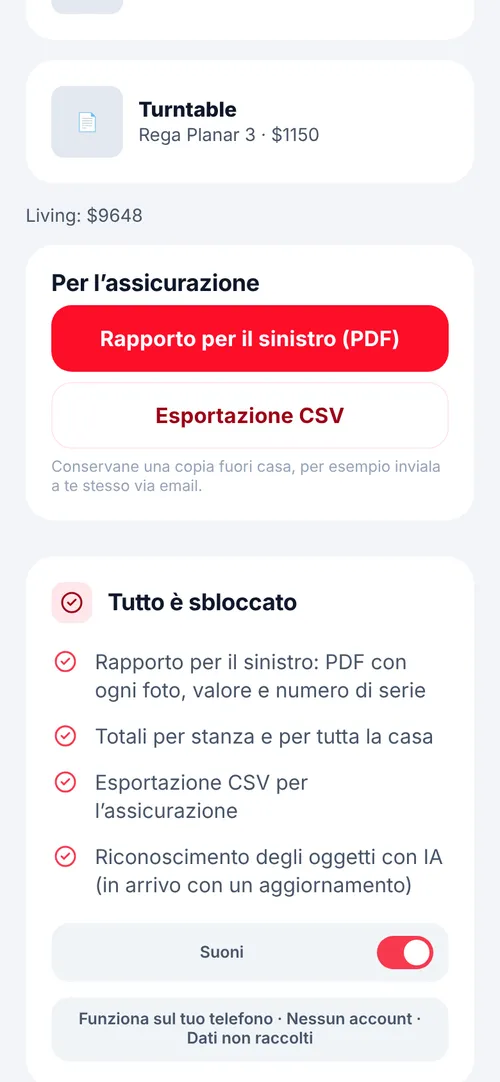 Turntable
Rega Planar 3 · $1150
Living: $9648
Per l’assicurazione
Rapporto per il sinistro (PDF)
Esportazione CSV
Conservane una copia fuori casa, per esempio inviala
a te stesso via email.
Tutto è sbloccato
Rapporto per il sinistro: PDF con
ogni foto, valore e numero di serie
Totali per stanza e per tutta la casa
Esportazione CSV per
l’assicurazione
Riconoscimento degli oggetti con IA
(in arrivo con un aggiornamento)
Suoni
Funziona sul tuo telefono · Nessun account ·
Dati non raccolti